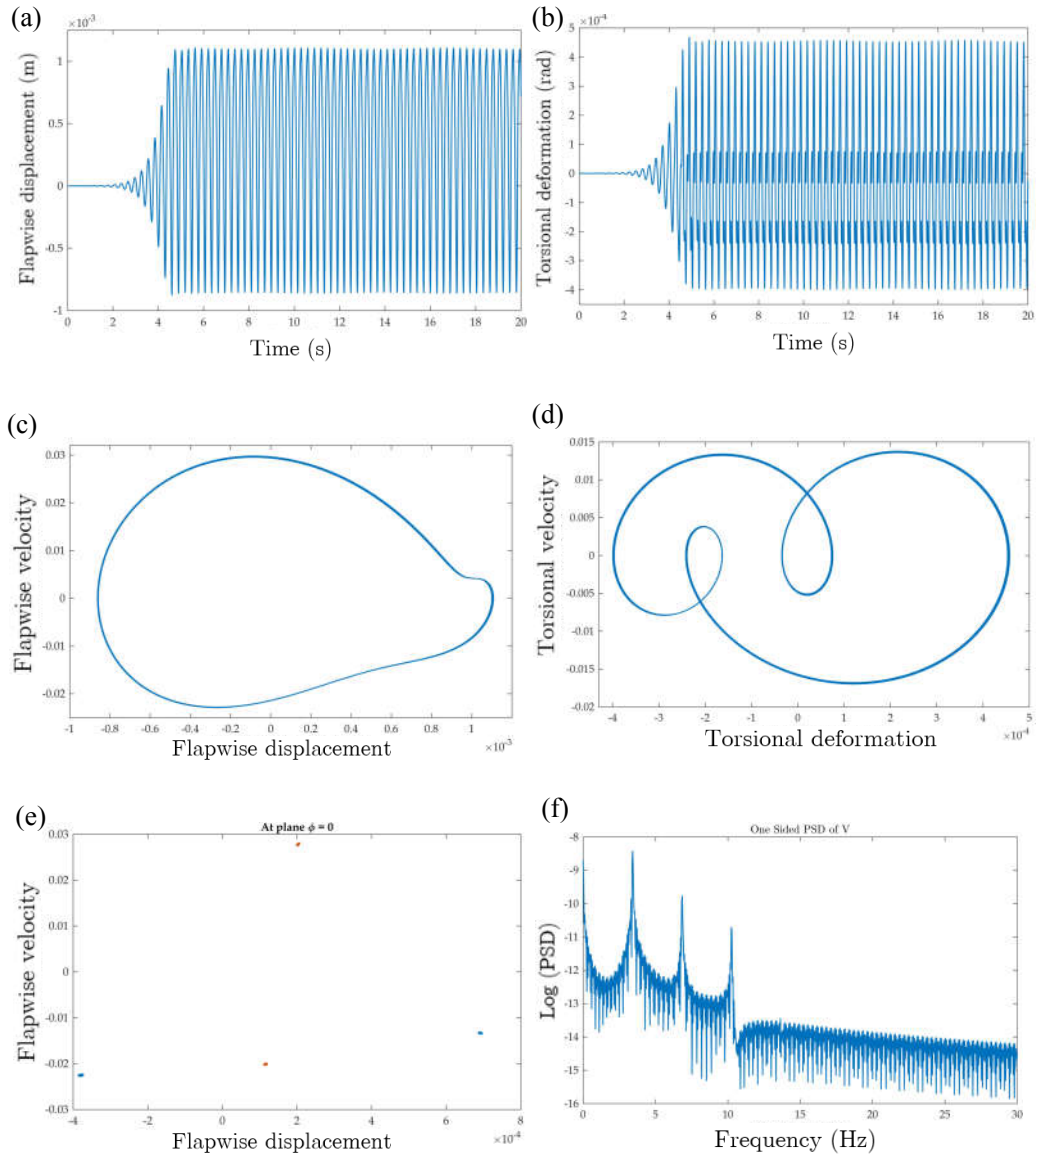 (a)
×10⁻³
1
0.5
0
-0.5
-1
0 2 4 6 8 10 12 14 16 18 20
Flapwise displacement (m)
Time (s)
(b)
×10⁻⁴
5
4
3
2
1
0
-1
-2
-3
-4
0 2 4 6 8 10 12 14 16 18 20
Torsional deformation (rad)
Time (s)
(c)
0.03
0.02
0.01
0
-0.01
-0.02
-1 -0.8 -0.6 -0.4 -0.2 0 0.2 0.4 0.6 0.8 1
×10⁻³
Flapwise velocity
Flapwise displacement
(d)
0.015
0.01
0.005
0
-0.005
-0.01
-0.015
-0.02
-4 -3 -2 -1 0 1 2 3 4 5
×10⁻⁴
Torsional velocity
Torsional deformation
(e)
At plane ϕ = 0
0.03
0.02
0.01
0
-0.01
-0.02
-0.03
-4 -2 0 2 4 6 8
×10⁻⁴
Flapwise velocity
Flapwise displacement
(f)
One Sided PSD of V
-8
-9
-10
-11
-12
-13
-14
-15
-16
0 5 10 15 20 25 30
Log (PSD)
Frequency (Hz)